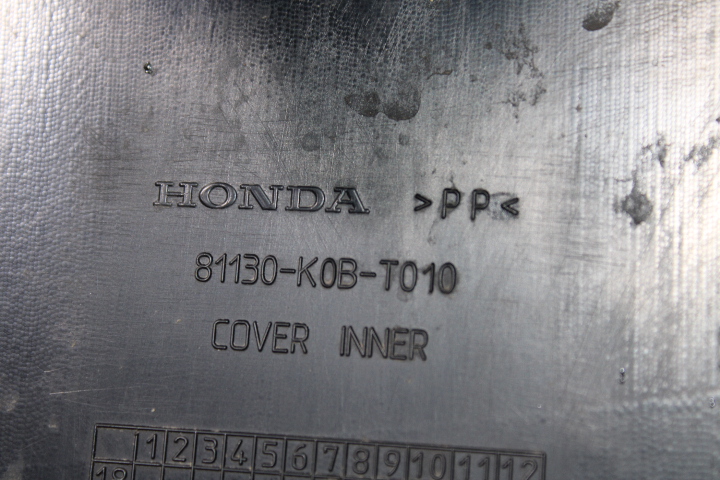 HONDA >PP<
81130-K0B-T010
COVER INNER
1 2 3 4 5 6 7 8 9 10 11 12